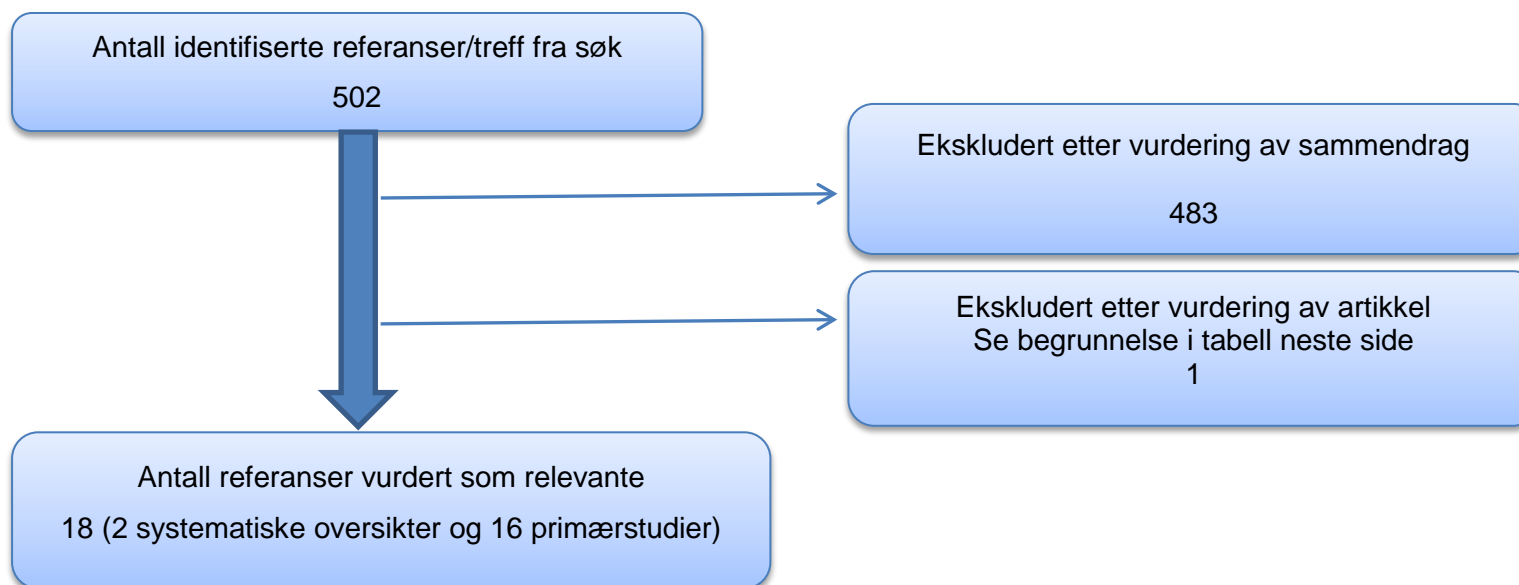 Antall identifiserte referanser/treff fra søk
502
Ekskludert etter vurdering av sammendrag
483
Ekskludert etter vurdering av artikkel
Se begrunnelse i tabell neste side
1
Antall referanser vurdert som relevante
18 (2 systematiske oversikter og 16 primærstudier)